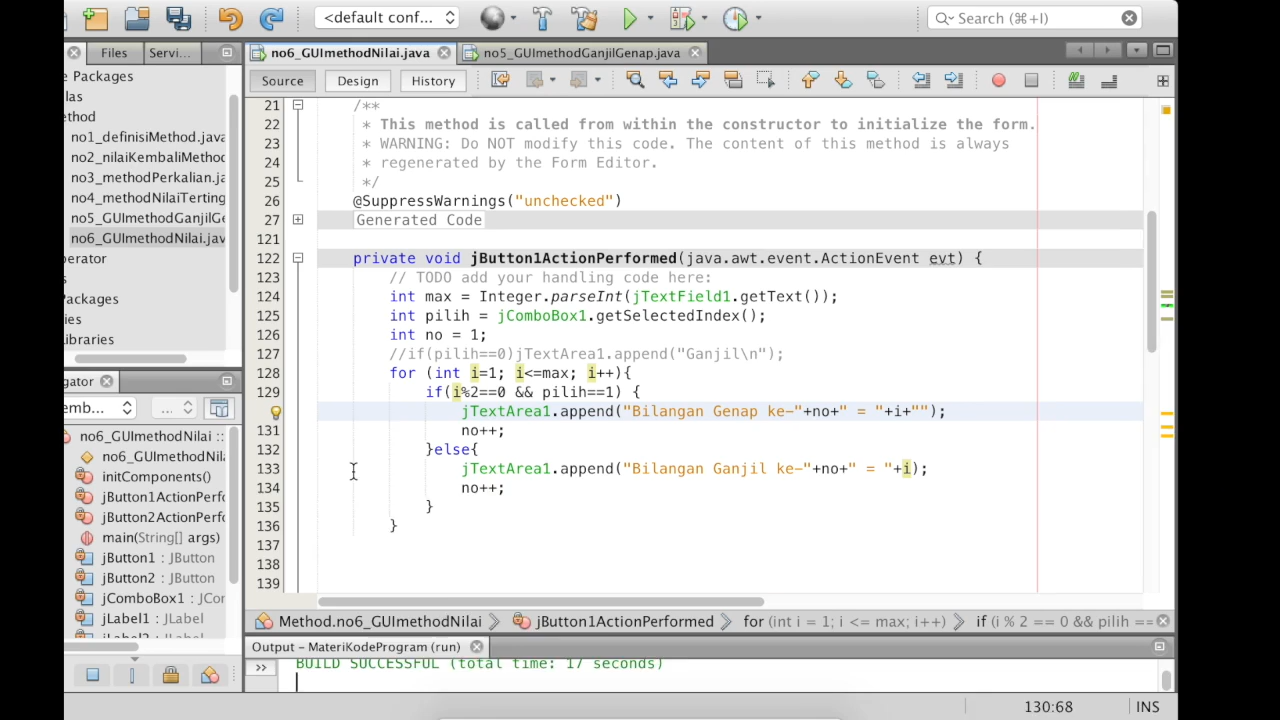 <default conf...
Search (⌘+I)
Files
Servi...
no6_GUImethodNilai.java
no5_GUImethodGanjilGenap.java
Source
Design
History
e Packages
las
ethod
no1_definisiMethod.java
no2_nilaiKembaliMethod
no3_methodPerkalian.ja
no4_methodNilaiTerting
no5_GUImethodGanjilGe
no6_GUImethodNilai.jav
perator
s
Packages
ies
ibraries
21 /**
22 * This method is called from within the constructor to initialize the form.
23 * WARNING: Do NOT modify this code. The content of this method is always
24 * regenerated by the Form Editor.
25 */
26 @SuppressWarnings("unchecked")
27 Generated Code
121
122 private void jButton1ActionPerformed(java.awt.event.ActionEvent evt) {
123 // TODO add your handling code here:
124 int max = Integer.parseInt(jTextField1.getText());
125 int pilih = jComboBox1.getSelectedIndex();
126 int no = 1;
127 //if(pilih==0)jTextArea1.append("Ganjil\n");
128 for (int i=1; i<=max; i++){
129 if(i%2==0 && pilih==1) {
jTextArea1.append("Bilangan Genap ke-"+no+" = "+i+"");
131 no++;
132 }else{
133 jTextArea1.append("Bilangan Ganjil ke-"+no+" = "+i);
134 no++;
135 }
136 }
137
138
139
gator
emb...
...
no6_GUImethodNilai ::
no6_GUImethodNilai(
initComponents()
jButton1ActionPerfo
jButton2ActionPerfo
main(String[] args)
jButton1 : JButton
jButton2 : JButton
jComboBox1 : JCor
jLabel1 : JLabel
Method.no6_GUImethodNilai
jButton1ActionPerformed
for (int i = 1; i <= max; i++)
if (i % 2 == 0 && pilih ==
Output – MateriKodeProgram (run)
>>
BUILD SUCCESSFUL (total time: 17 seconds)
130:68
INS